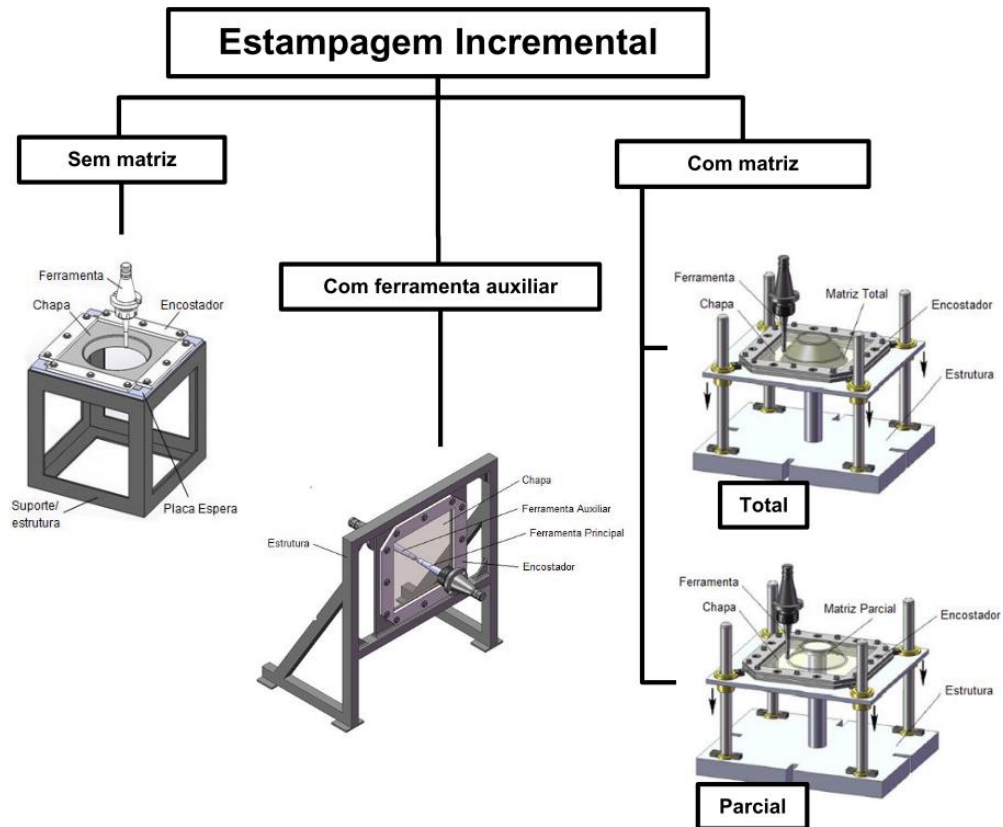 Estampagem Incremental
Sem matriz
Com matriz
Com ferramenta auxiliar
Ferramenta
Chapa
Encostador
Suporte/
estrutura
Placa Espera
Chapa
Ferramenta Auxiliar
Ferramenta Principal
Estrutura
Encostador
Ferramenta
Matriz Total
Chapa
Encostador
Estrutura
Total
Ferramenta
Chapa
Matriz Parcial
Encostador
Estrutura
Parcial